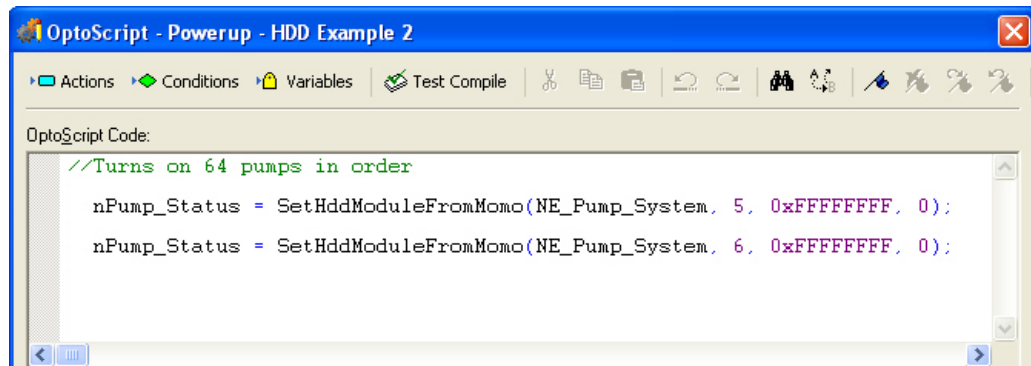 OptoScript - Powerup - HDD Example 2
Actions Conditions Variables Test Compile
OptoScript Code:
//Turns on 64 pumps in order
nPump_Status = SetHddModuleFromMomo(NE_Pump_System, 5, 0xFFFFFFFF, 0);
nPump_Status = SetHddModuleFromMomo(NE_Pump_System, 6, 0xFFFFFFFF, 0);